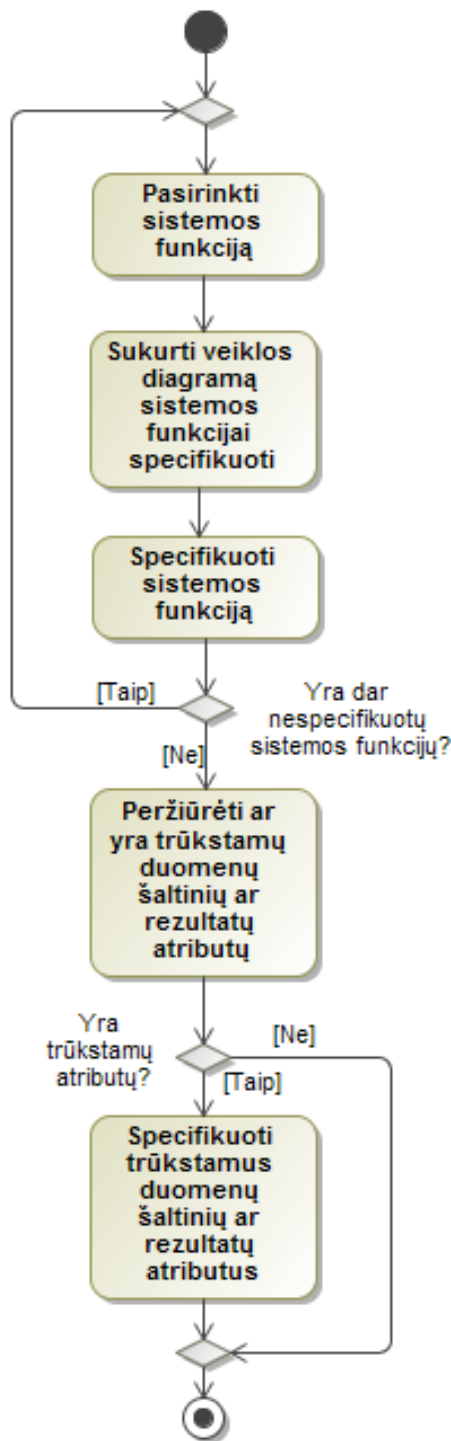 Pasirinkti
sistemos
funkciją
Sukurti veiklos
diagramą
sistemos
funkcijai
specifikuoti
Specifikuoti
sistemos
funkciją
[Taip]
Yra dar
nespecifikuotų
sistemos funkcijų?
[Ne]
Peržiūrėti ar
yra trūkstamų
duomenų
šaltinių ar
rezultatų
atributų
Yra
trūkstamų
atributų?
[Ne]
[Taip]
Specifikuoti
trūkstamus
duomenų
šaltinių ar
rezultatų
atributus